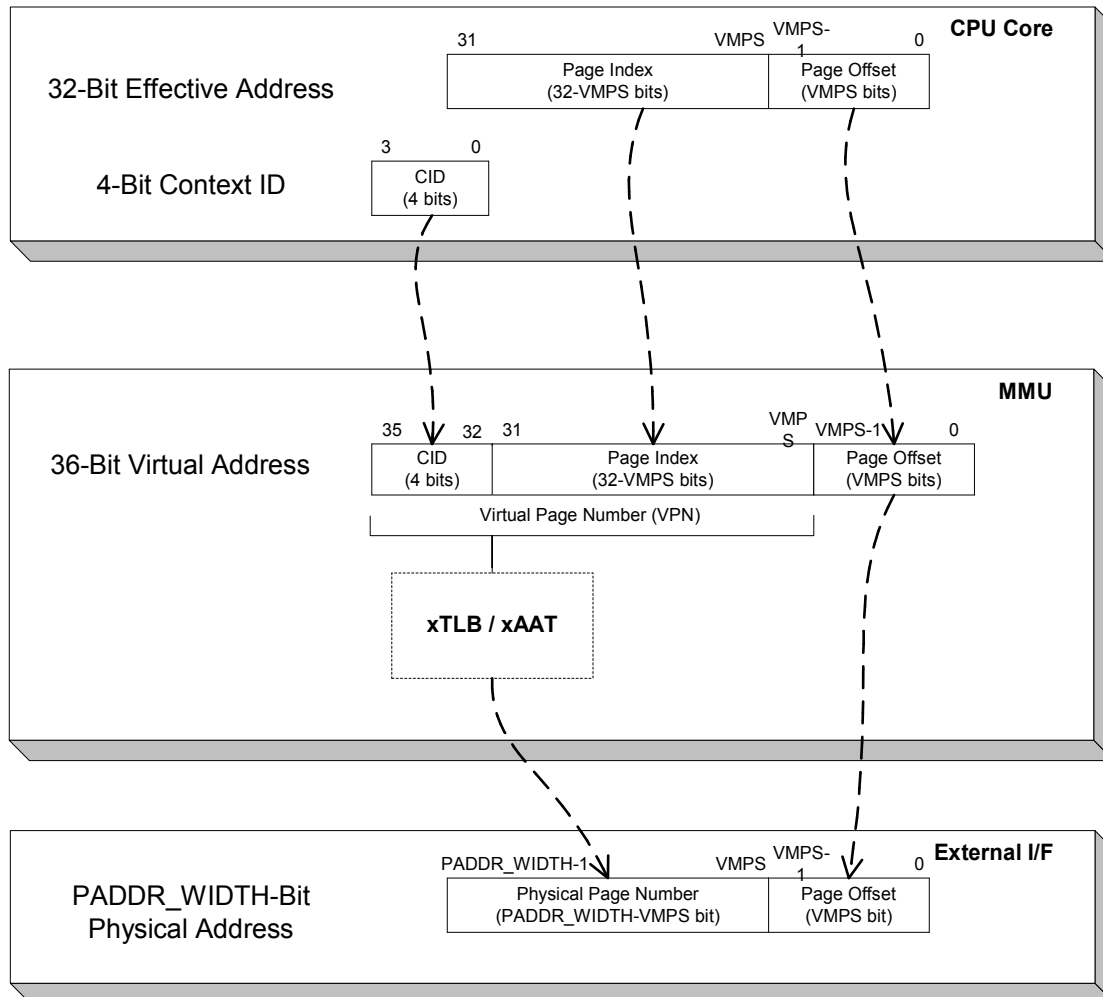 CPU Core
31 VMPS VMPS-1 0
32-Bit Effective Address
Page Index
(32-VMPS bits)
Page Offset
(VMPS bits)
3 0
4-Bit Context ID
CID
(4 bits)
MMU
35 32 31 VMPS VMPS-1 0
36-Bit Virtual Address
CID
(4 bits)
Page Index
(32-VMPS bits)
Page Offset
(VMPS bits)
Virtual Page Number (VPN)
xTLB / xAAT
External I/F
PADDR_WIDTH-1 VMPS VMPS-1 0
PADDR_WIDTH-Bit
Physical Address
Physical Page Number
(PADDR_WIDTH-VMPS bit)
Page Offset
(VMPS bit)